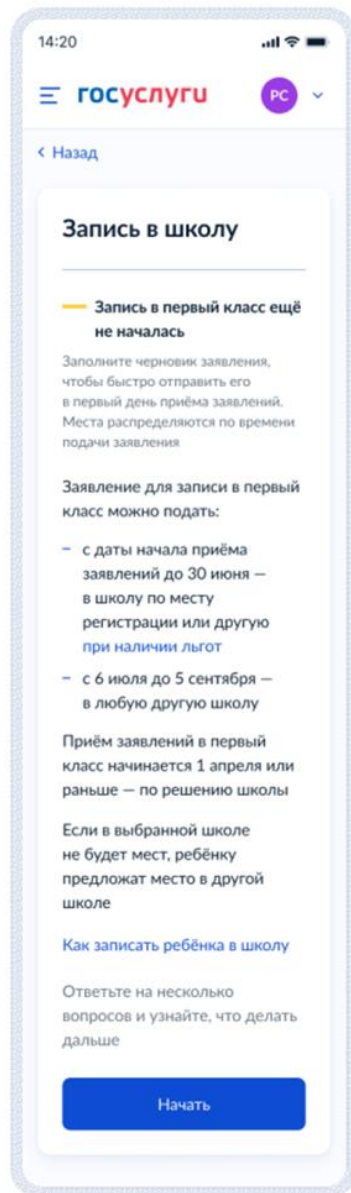 14:20
госуслуги
РС
Назад
Запись в школу
Запись в первый класс ещё
не началась
Заполните черновик заявления,
чтобы быстро отправить его
в первый день приёма заявлений.
Места распределяются по времени
подачи заявления
Заявление для записи в первый
класс можно подать:
– с даты начала приёма
заявлений до 30 июня —
в школу по месту
регистрации или другую
при наличии льгот
– с 6 июля до 5 сентября —
в любую другую школу
Приём заявлений в первый
класс начинается 1 апреля или
раньше — по решению школы
Если в выбранной школе
не будет мест, ребёнку
предложат место в другой
школе
Как записать ребёнка в школу
Ответьте на несколько
вопросов и узнайте, что делать
дальше
Начать